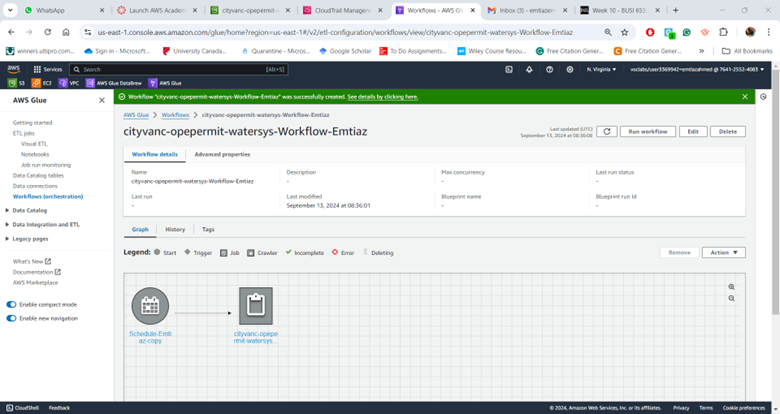 WhatsApp
Launch AWS Academ
cityvanc-opepermit-
CloudTrail Managem
Workflows - AWS Gl
Inbox (3) - emtiazem
Week 10 - BUSI 653
us-east-1.console.aws.amazon.com/glue/home?region=us-east-1#/v2/etl-configuration/workflows/view/cityvanc-opepermit-watersys-Workflow-Emtiaz
winners.ultipro.com...
Sign in - Microsoft...
University Canada...
Quarantine - Micros...
Google Scholar
To Do Assignments...
Wiley Course Resou...
Free Citation Gener...
Free Citation Gener...
All Bookmarks
aws
Services
Search
[Alt+S]
N. Virginia
voclabs/user3369942=emtiazahmed @ 7641-2552-4083
S3
EC2
VPC
AWS Glue DataBrew
AWS Glue
AWS Glue
Getting started
ETL jobs
Visual ETL
Notebooks
Job run monitoring
Data Catalog tables
Data connections
Workflows (orchestration)
Data Catalog
Data Integration and ETL
Legacy pages
What's New
Documentation
AWS Marketplace
Enable compact mode
Enable new navigation
Workflow "cityvanc-opepermit-watersys-Workflow-Emtiaz" was successfully created. See details by clicking here.
AWS Glue > Workflows > cityvanc-opepermit-watersys-Workflow-Emtiaz
cityvanc-opepermit-watersys-Workflow-Emtiaz
Last updated (UTC)
September 13, 2024 at 08:36:08
Run workflow
Edit
Delete
Workflow details
Advanced properties
Name
cityvanc-opepermit-watersys-Workflow-Emtiaz
Description
-
Max concurrency
-
Last run status
-
Last run
-
Last modified
September 13, 2024 at 08:36:01
Blueprint name
-
Blueprint run Id
-
Graph
History
Tags
Legend: Start Trigger Job Crawler Incomplete Error Deleting
Remove
Action
Schedule-Emti
az-copy
cityvanc-opepe
rmit-watersys...
CloudShell
Feedback
© 2024, Amazon Web Services, Inc. or its affiliates.
Privacy
Terms
Cookie preferences